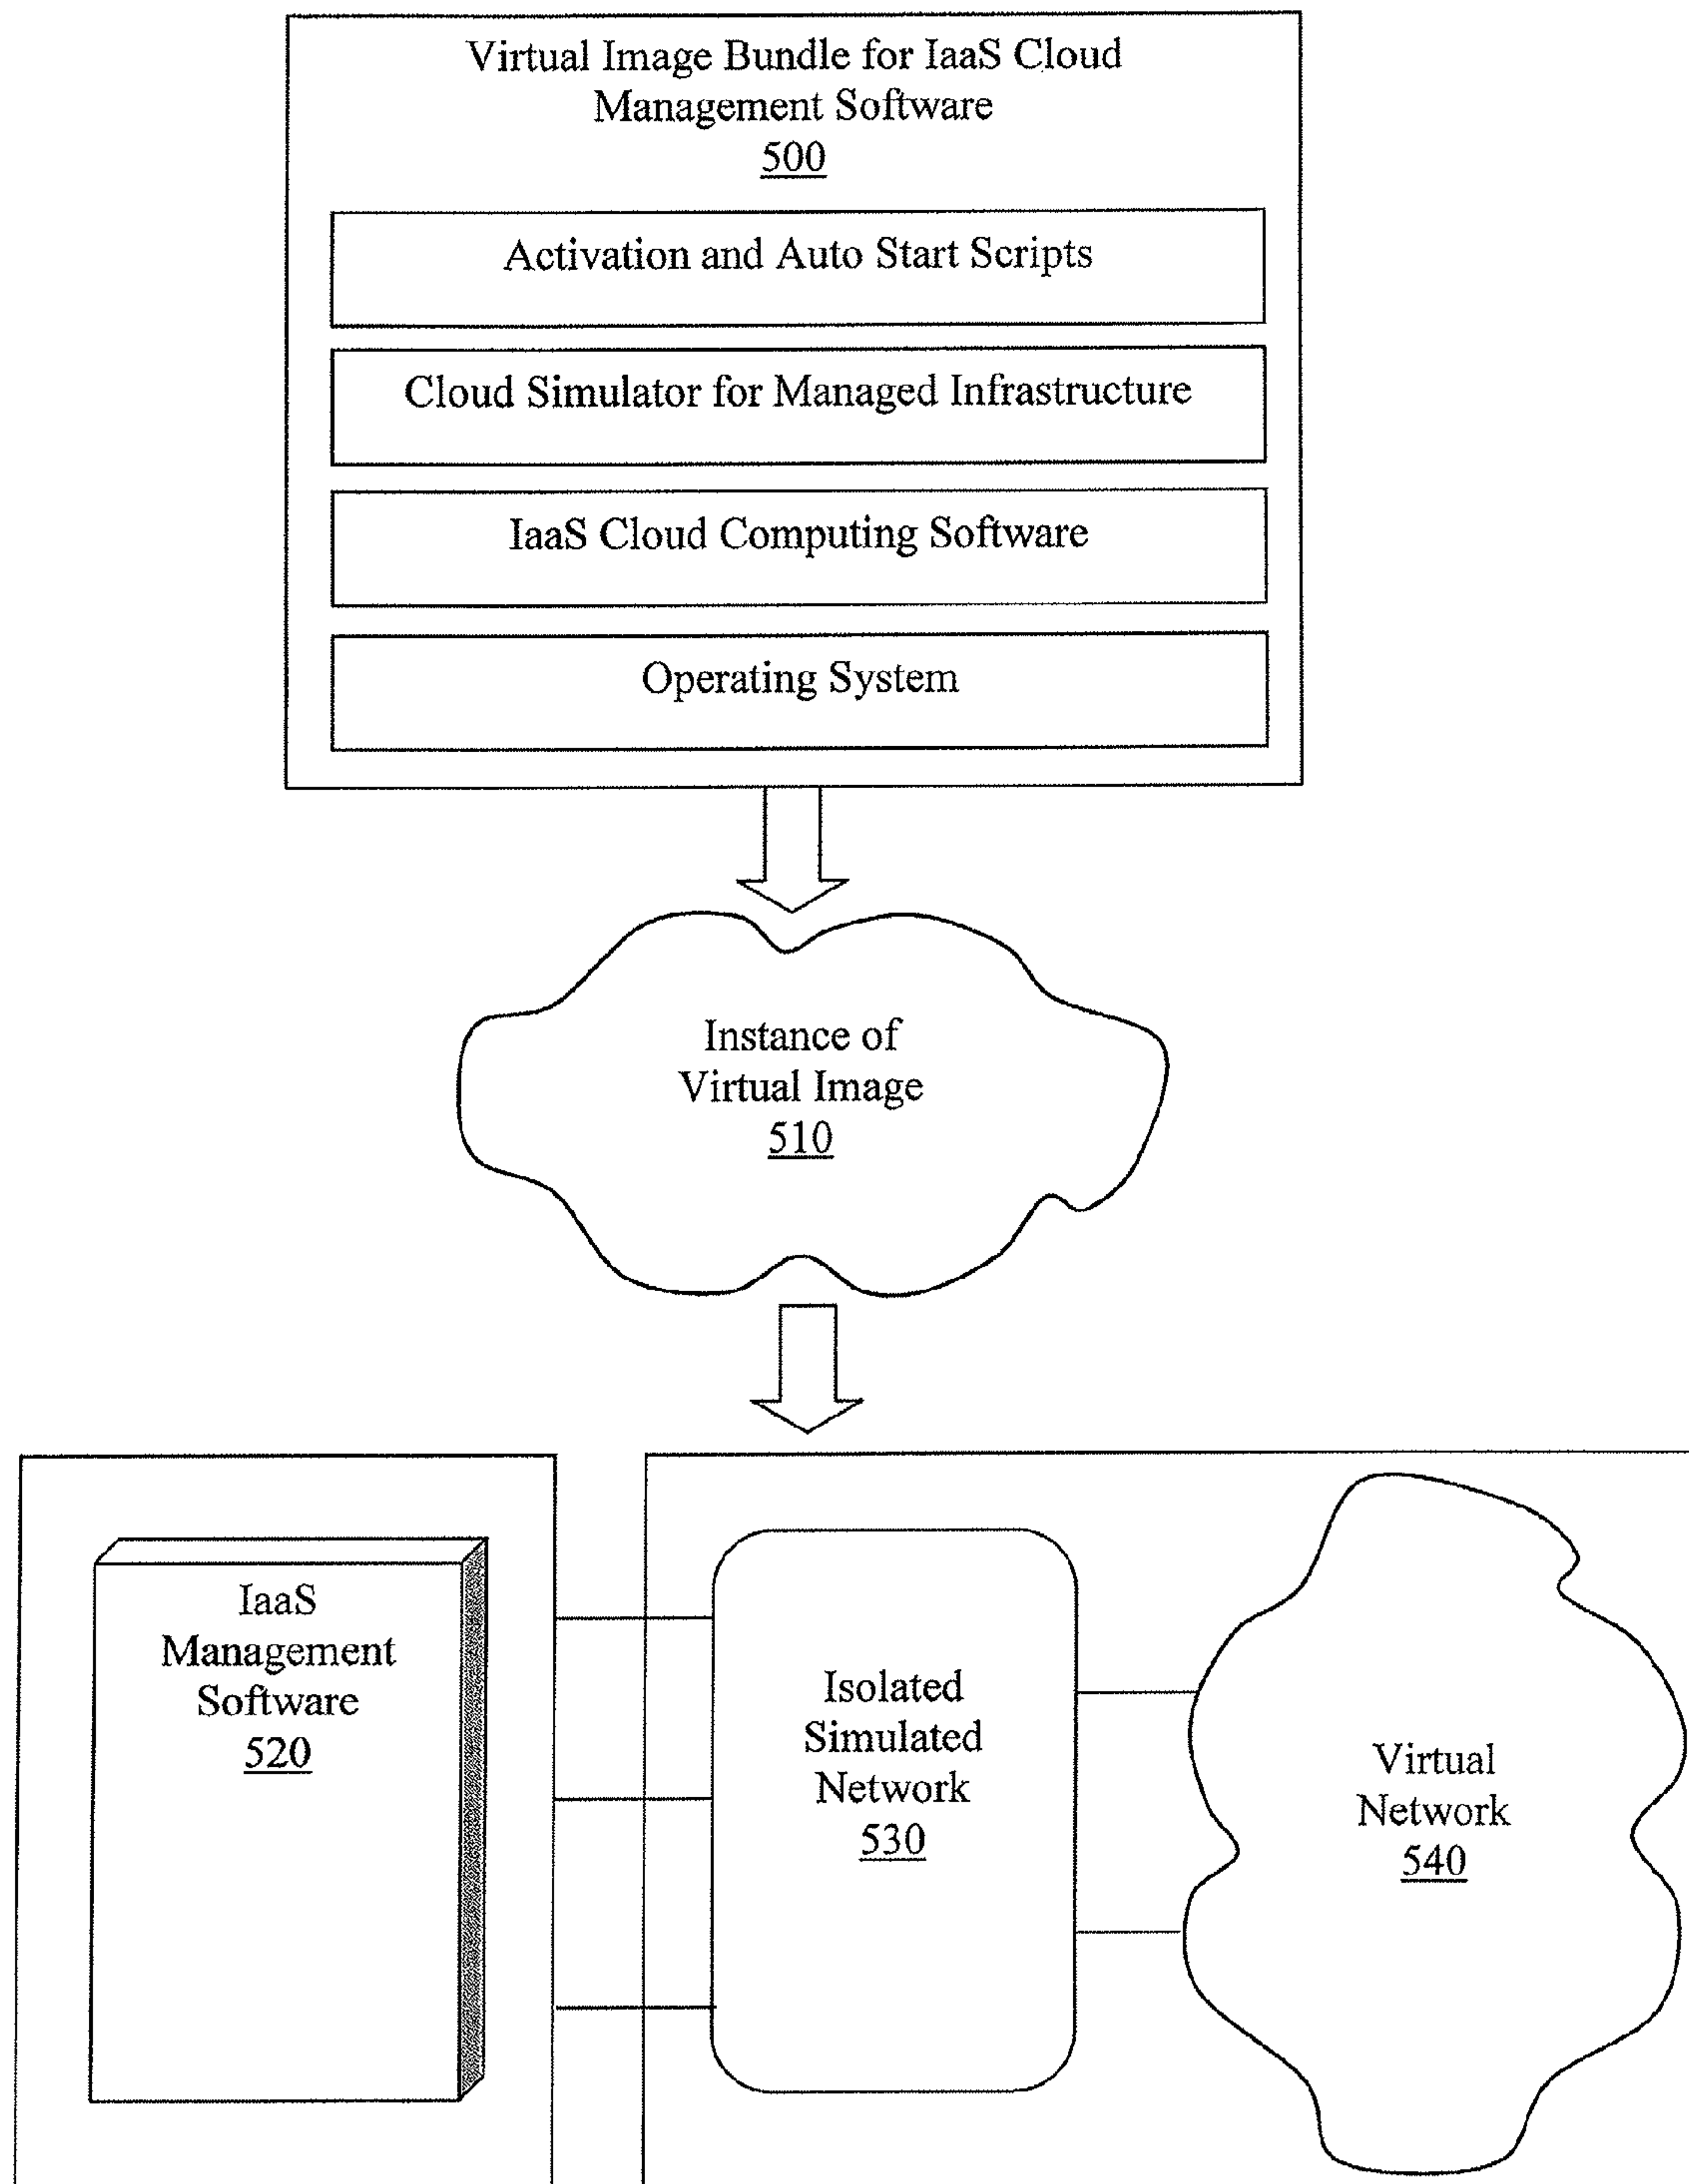 Virtual Image Bundle for IaaS Cloud
Management Software
500
Activation and Auto Start Scripts
Cloud Simulator for Managed Infrastructure
IaaS Cloud Computing Software
Operating System
Instance of
Virtual Image
510
IaaS
Management
Software
520
Isolated
Simulated
Network
530
Virtual
Network
540